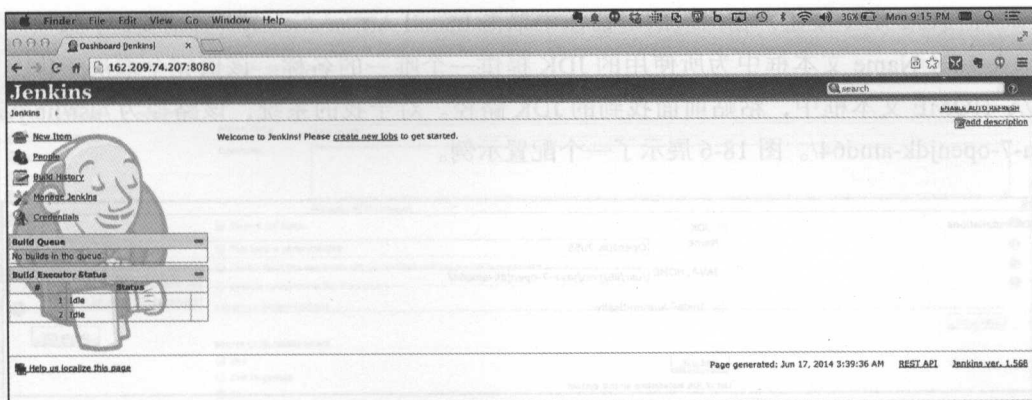 Finder File Edit View Go Window Help 36% Mon 9:15 PM
Dashboard [Jenkins]
162.209.74.207:8080
Jenkins search
Jenkins ENABLE AUTO REFRESH
add description
New Item
People
Build History
Manage Jenkins
Credentials
Welcome to Jenkins! Please create new jobs to get started.
Build Queue
No builds in the queue.
Build Executor Status
# Status
1 Idle
2 Idle
Help us localize this page
Page generated: Jun 17, 2014 3:39:36 AM REST API Jenkins ver. 1.568